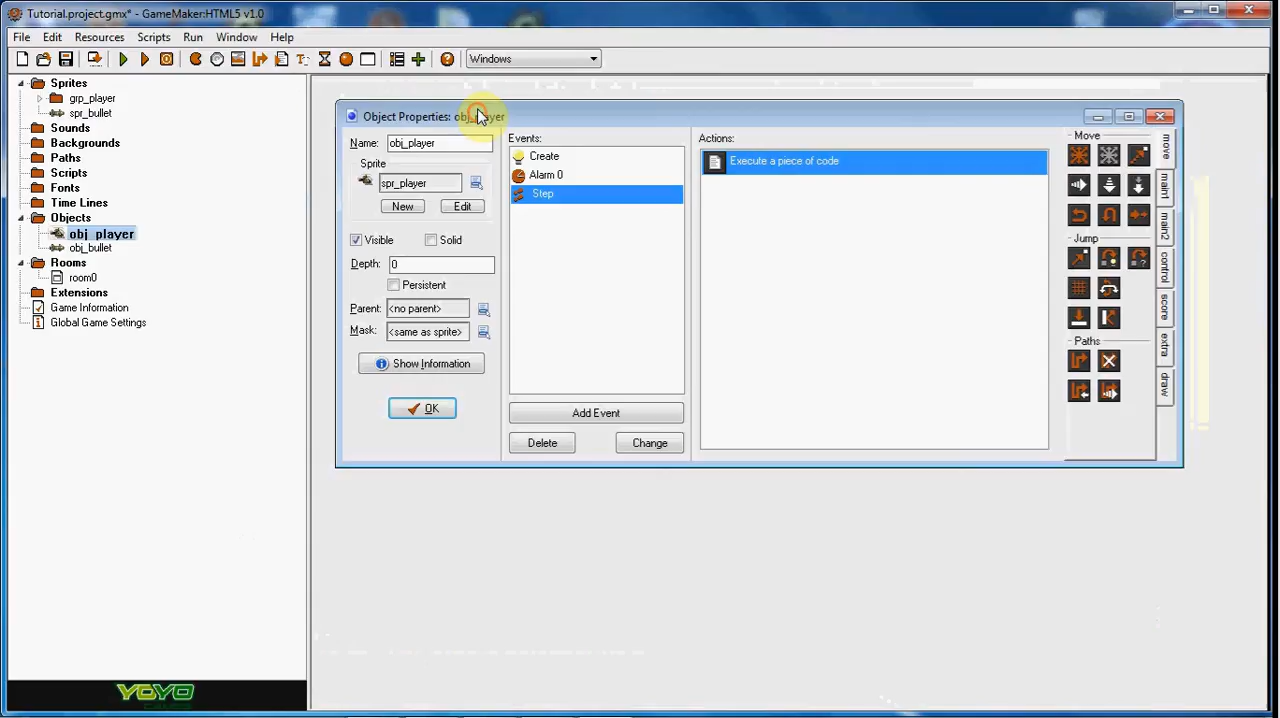 Tutorial.project.gmx* - GameMaker:HTML5 v1.0
File Edit Resources Scripts Run Window Help
Windows
Sprites
grp_player
spr_bullet
Sounds
Backgrounds
Paths
Scripts
Fonts
Time Lines
Objects
obj_player
obj_bullet
Rooms
room0
Extensions
Game Information
Global Game Settings
YOYO
GAMES
Object Properties: obj_player
Name: obj_player
Sprite
spr_player
New Edit
Visible Solid
Depth: 0
Persistent
Parent: <no parent>
Mask: <same as sprite>
Show Information
OK
Events:
Create
Alarm 0
Step
Add Event
Delete Change
Actions:
Execute a piece of code
Move
Jump
Paths
move
main1
main2
control
score
extra
draw